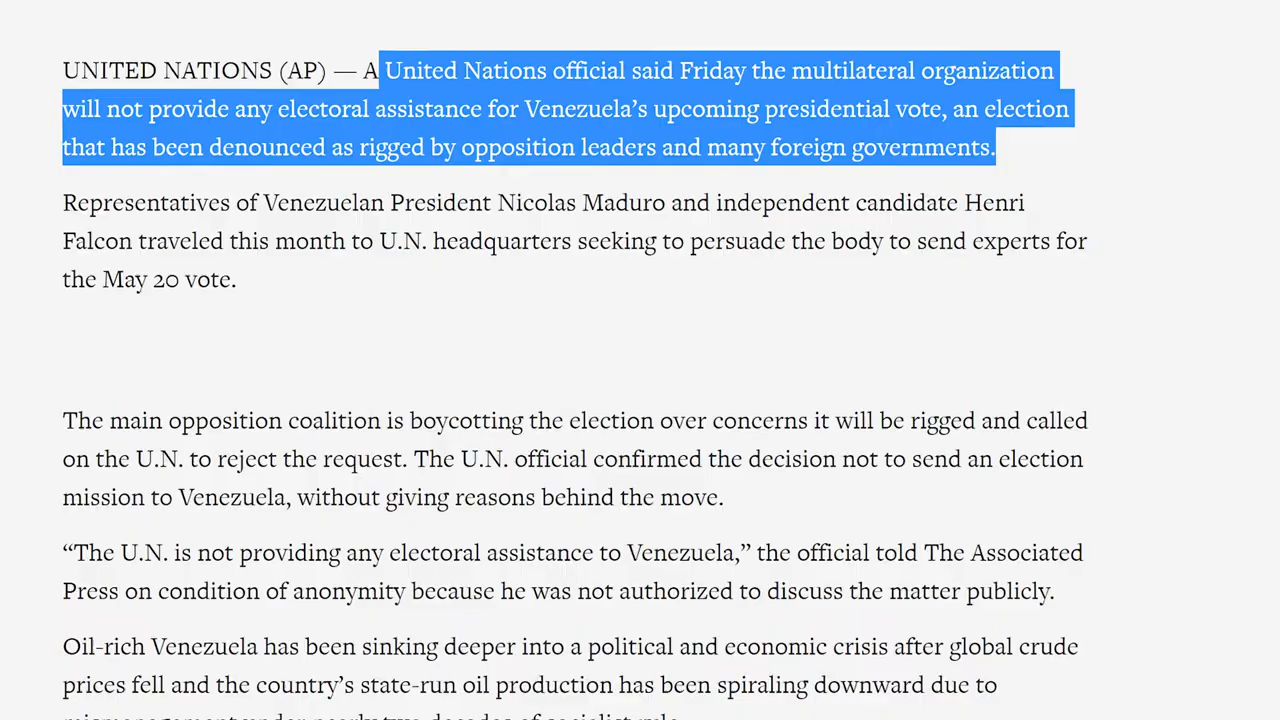 UNITED NATIONS (AP) — A United Nations official said Friday the multilateral organization
will not provide any electoral assistance for Venezuela’s upcoming presidential vote, an election
that has been denounced as rigged by opposition leaders and many foreign governments.
Representatives of Venezuelan President Nicolas Maduro and independent candidate Henri
Falcon traveled this month to U.N. headquarters seeking to persuade the body to send experts for
the May 20 vote.
The main opposition coalition is boycotting the election over concerns it will be rigged and called
on the U.N. to reject the request. The U.N. official confirmed the decision not to send an election
mission to Venezuela, without giving reasons behind the move.
“The U.N. is not providing any electoral assistance to Venezuela,” the official told The Associated
Press on condition of anonymity because he was not authorized to discuss the matter publicly.
Oil-rich Venezuela has been sinking deeper into a political and economic crisis after global crude
prices fell and the country’s state-run oil production has been spiraling downward due to
mismanagement under nearly two decades of socialist rule.